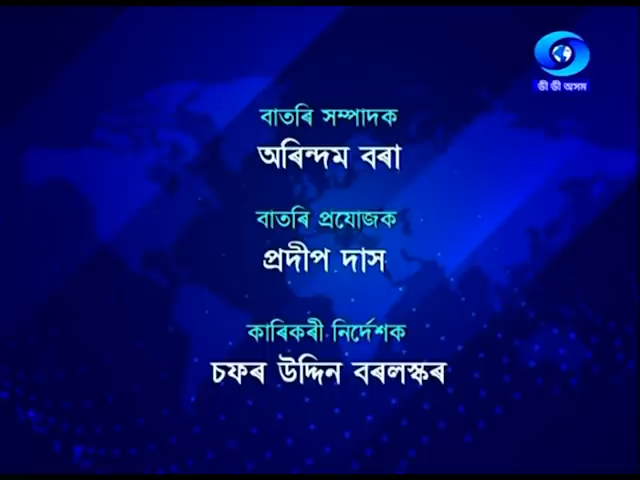 ডী ডী অসম
বাতৰি সম্পাদক
অৰিন্দম বৰা
বাতৰি প্ৰযোজক
প্ৰদীপ দাস
কাৰিকৰী নিৰ্দেশক
চফৰ উদ্দিন বৰলস্কৰ